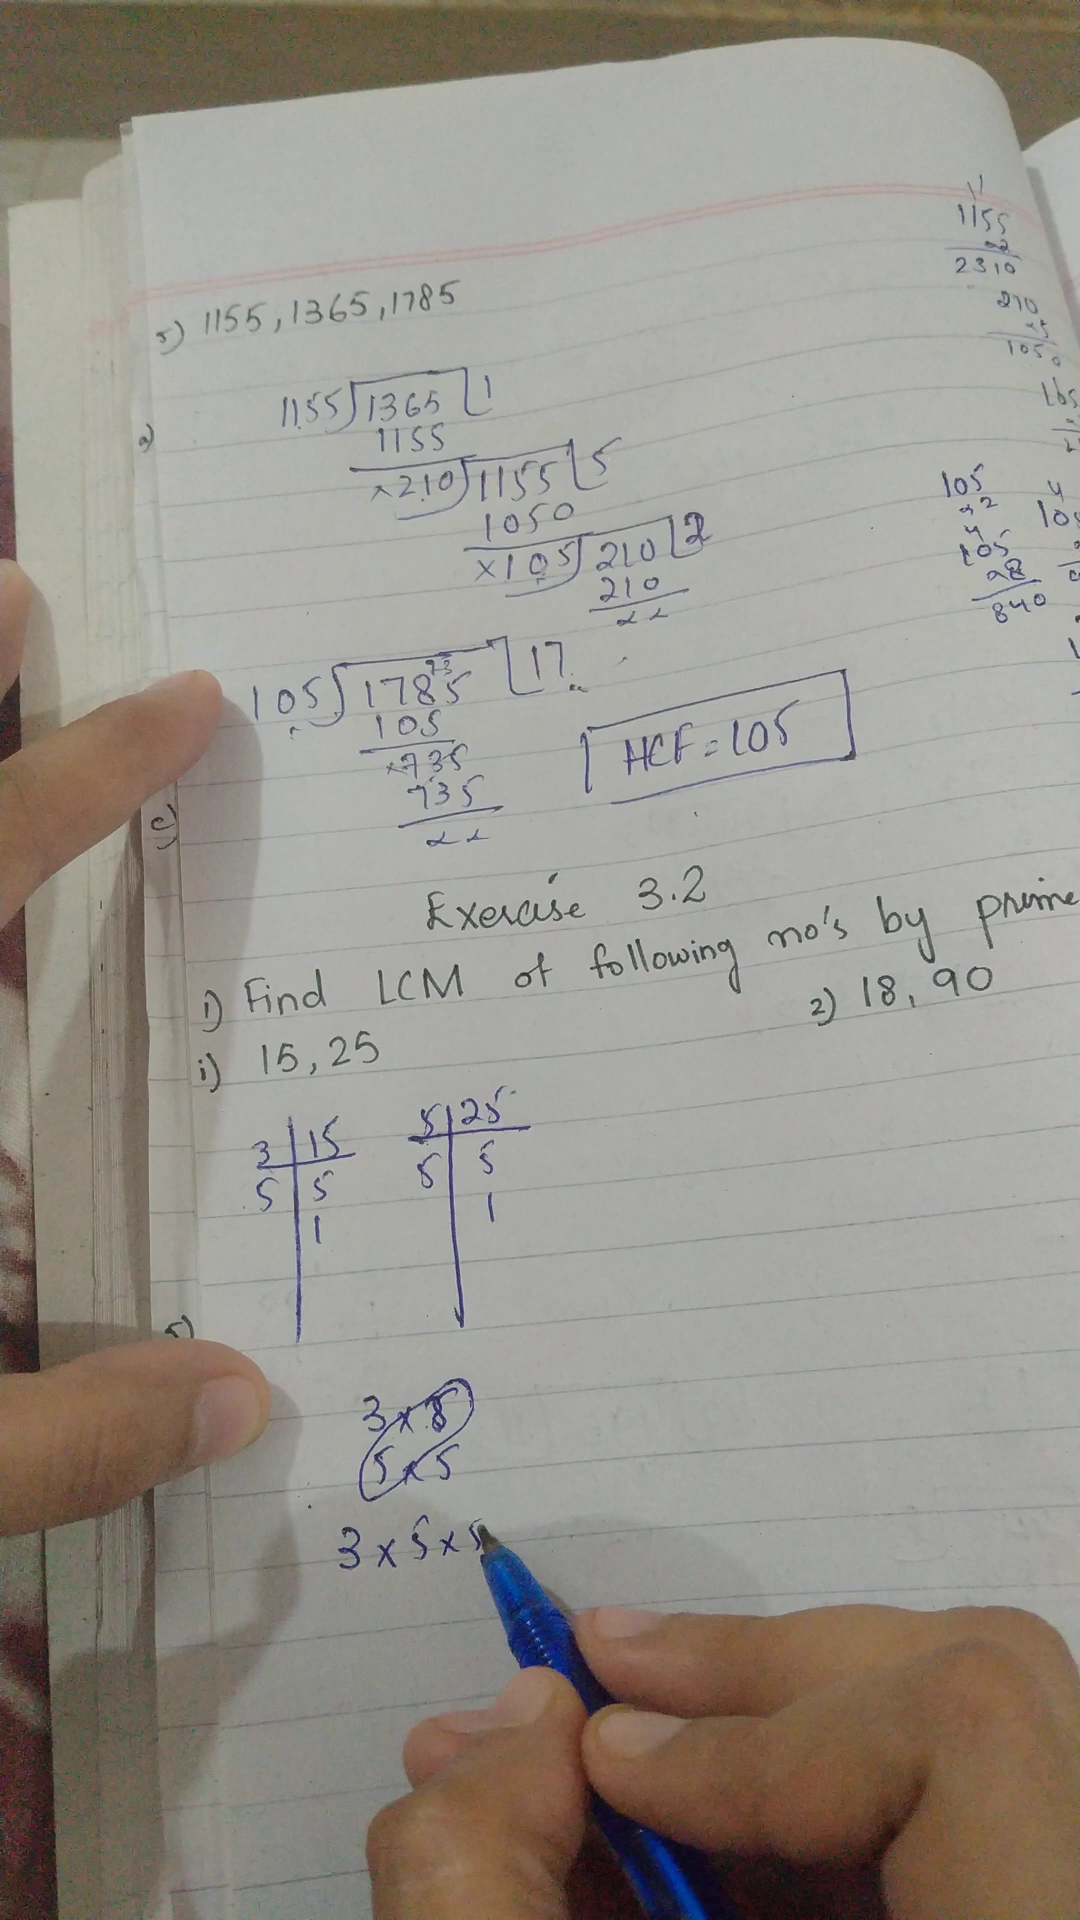 5) 1155, 1365, 1785
1155) 1365 1
1155
×210) 1155 5
1050
×105) 210 2
210
××
105) 1785 17
105
×735
735
××
HCF = 105
Exercise 3.2
1) Find LCM of following no's by prime
i) 15, 25
2) 18, 90
3 15
5 5
1
5 25
5 5
1
3 × 5
5 × 5
3 × 5 × 5
1155
2310
210
×5
1050
105
×2
105
840
a)
c)